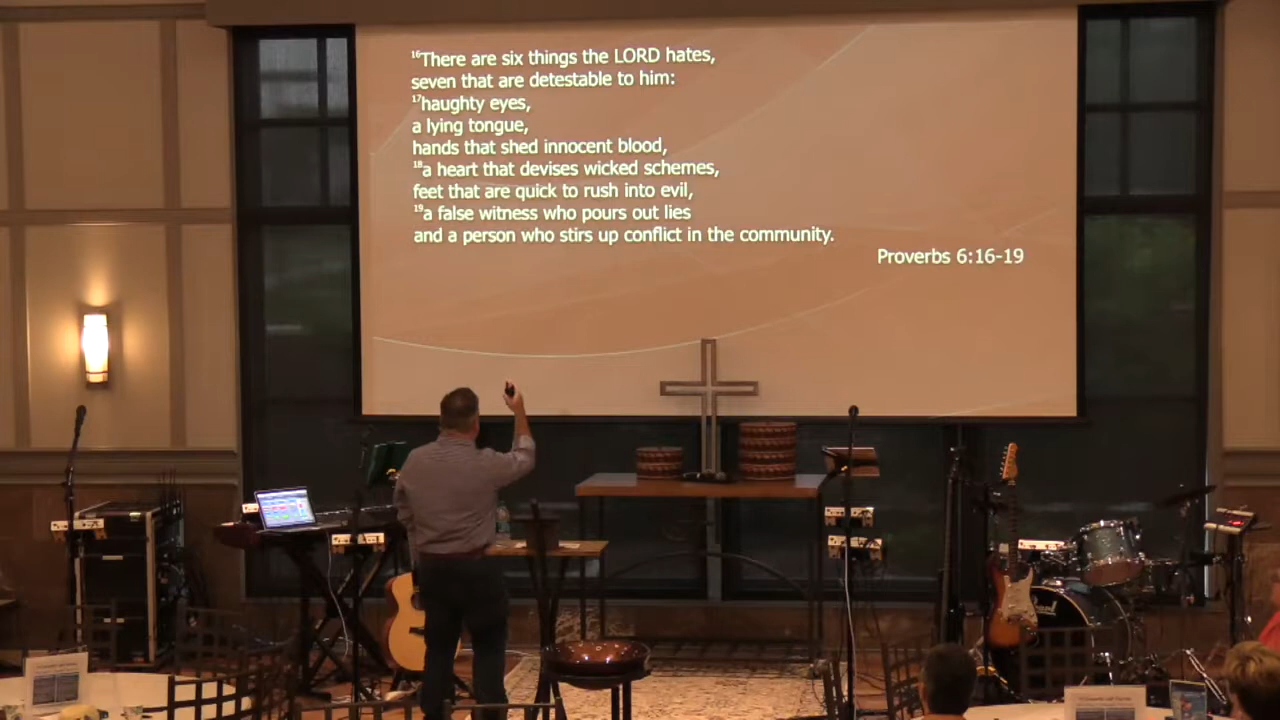 ¹⁶There are six things the LORD hates,
seven that are detestable to him:
¹⁷haughty eyes,
a lying tongue,
hands that shed innocent blood,
¹⁸a heart that devises wicked schemes,
feet that are quick to rush into evil,
¹⁹a false witness who pours out lies
and a person who stirs up conflict in the community.
Proverbs 6:16-19